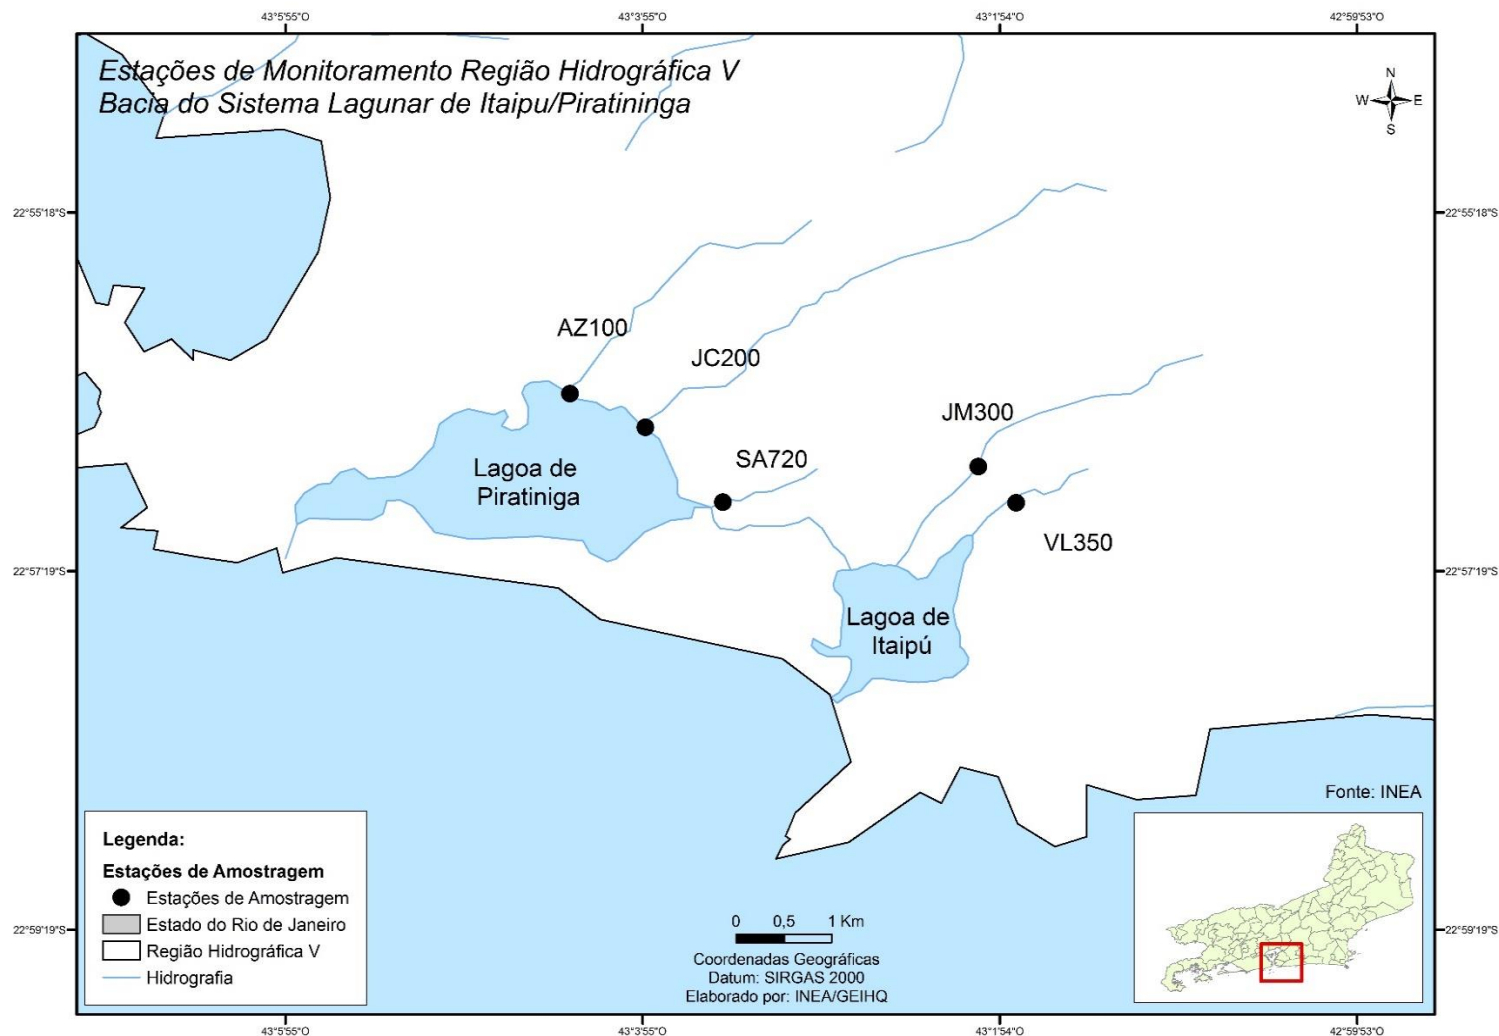 43°5'55"O
43°3'55"O
43°1'54"O
42°59'53"O
Estações de Monitoramento Região Hidrográfica V
Bacia do Sistema Lagunar de Itaipu/Piratininga
N
W
E
S
22°55'18"S
22°55'18"S
AZ100
JC200
JM300
SA720
Lagoa de
Piratiniga
VL350
22°57'19"S
22°57'19"S
Lagoa de
Itaipú
Fonte: INEA
Legenda:
Estações de Amostragem
Estações de Amostragem
Estado do Rio de Janeiro
Região Hidrográfica V
Hidrografia
0 0,5 1 Km
Coordenadas Geográficas
Datum: SIRGAS 2000
Elaborado por: INEA/GEIHQ
22°59'19"S
22°59'19"S
43°5'55"O
43°3'55"O
43°1'54"O
42°59'53"O